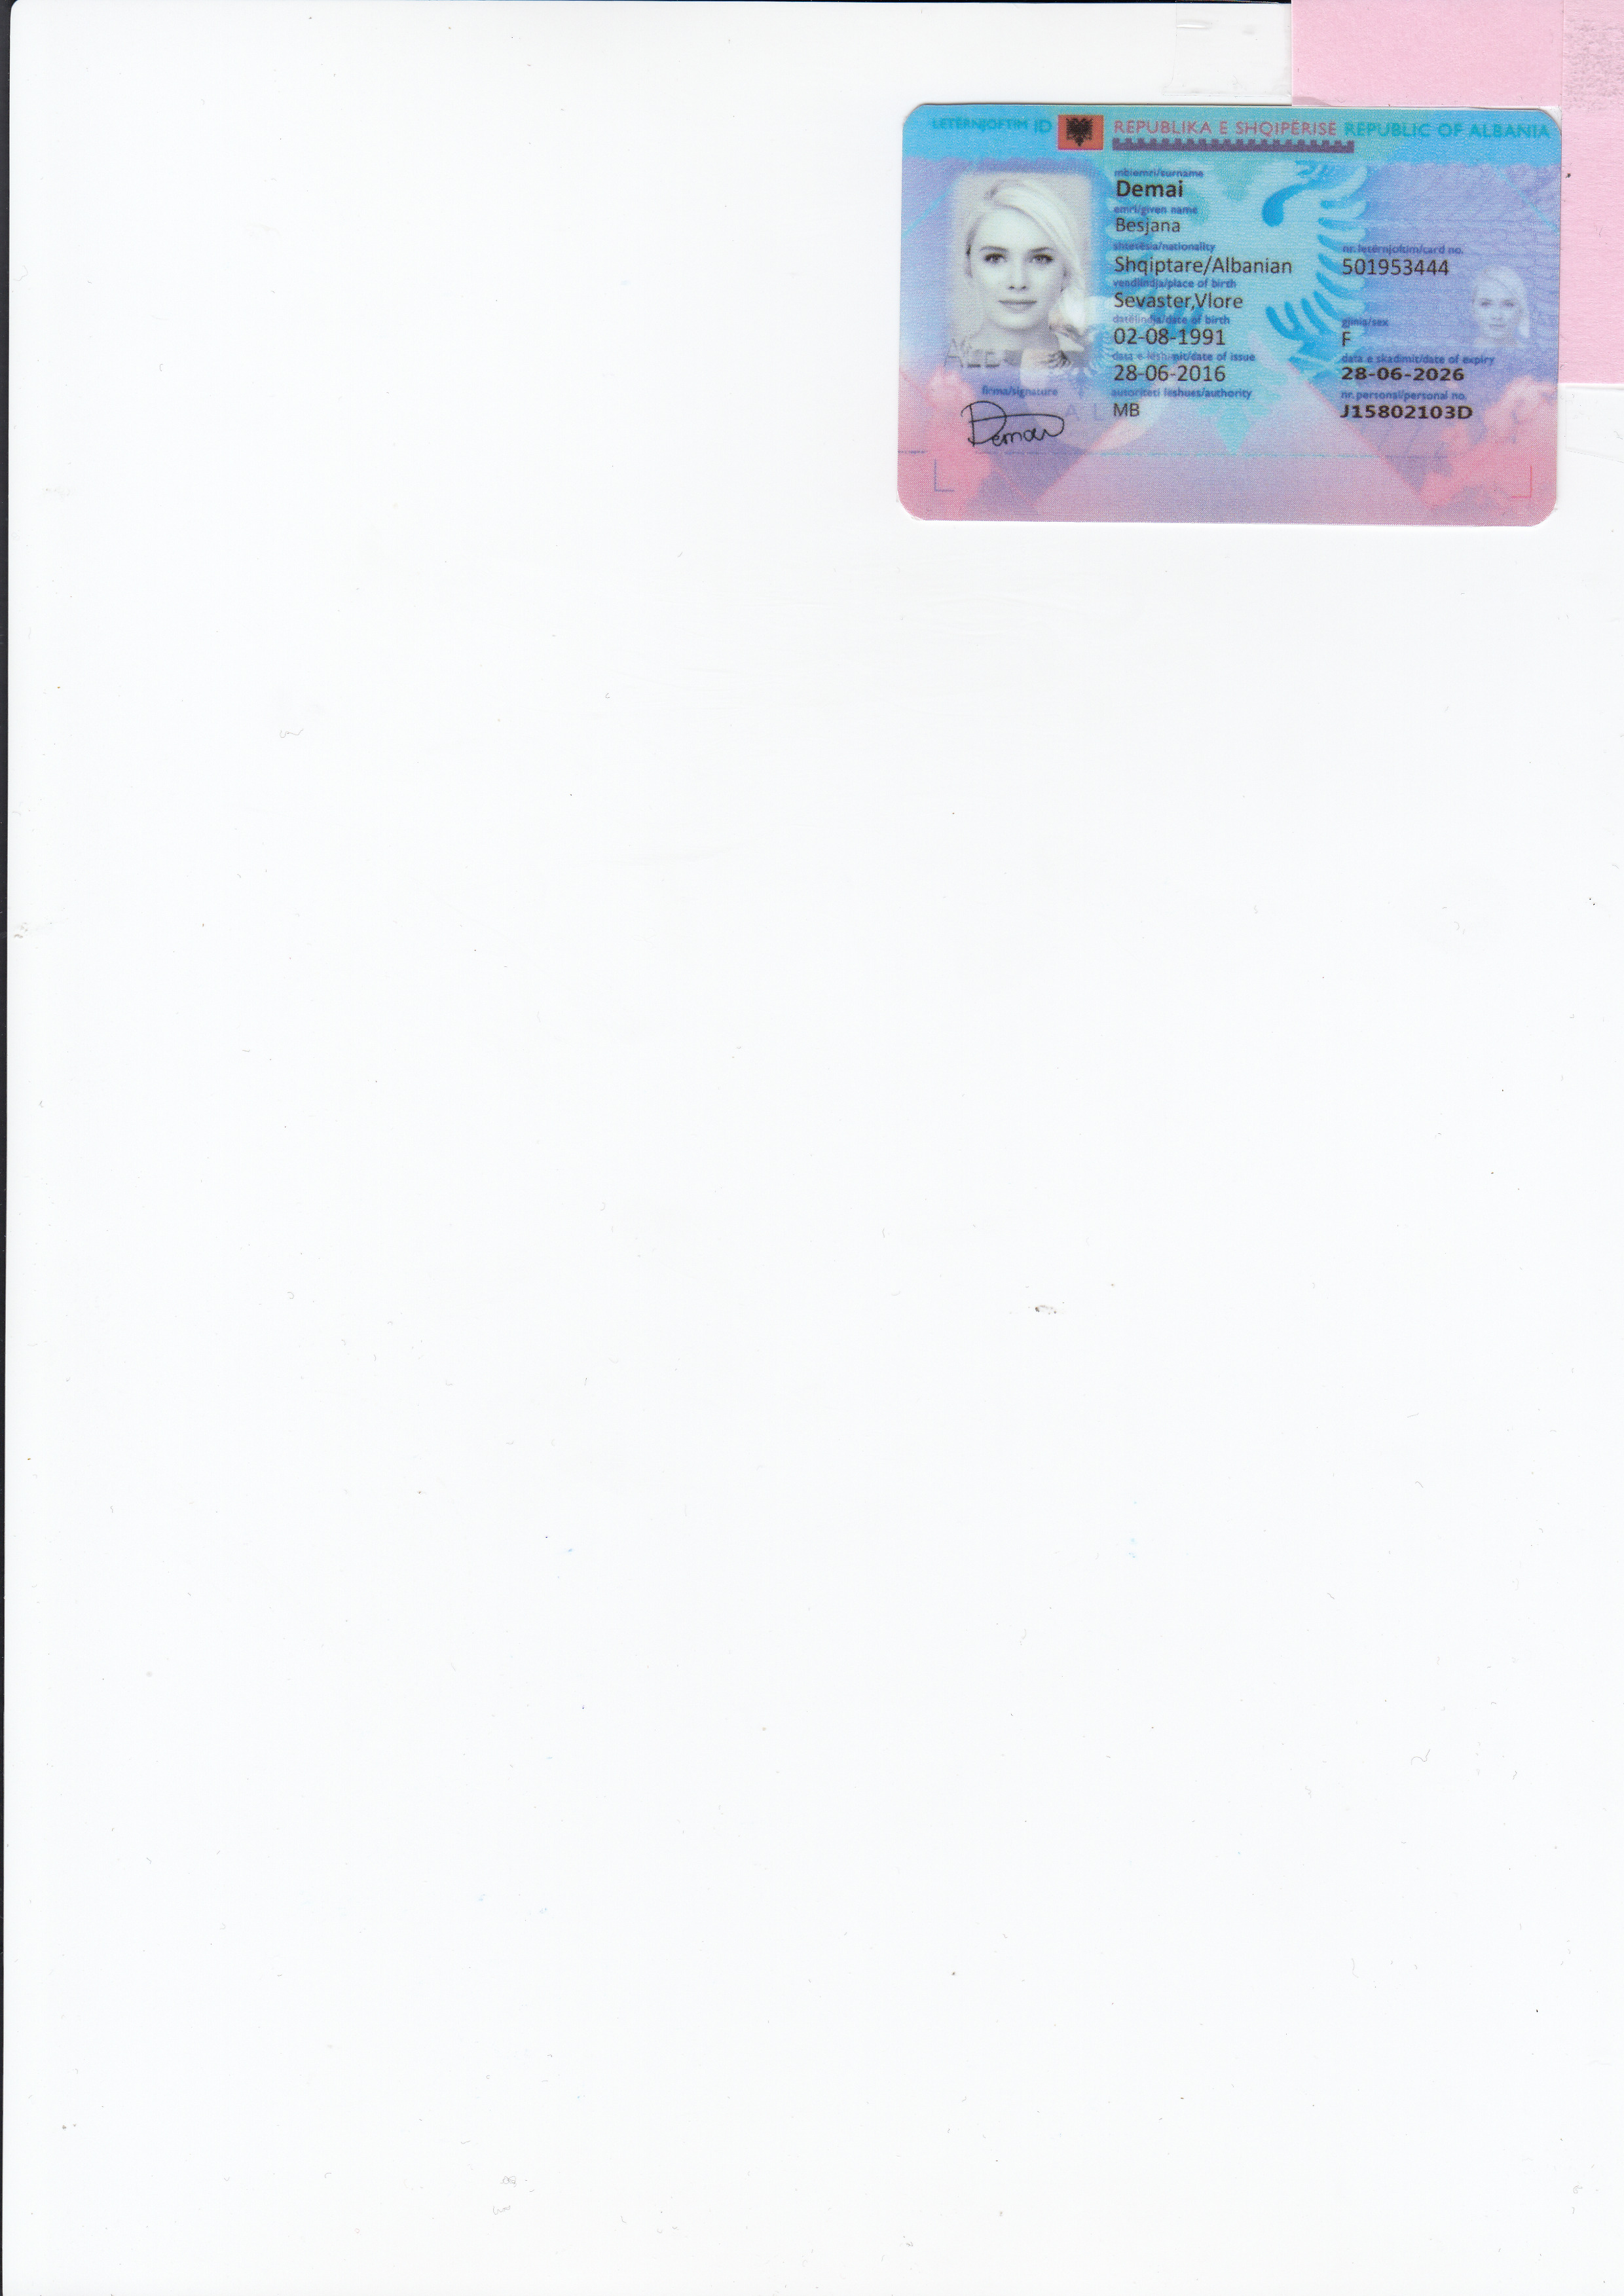 LETËRNJOFTIM ID REPUBLIKA E SHQIPËRISË REPUBLIC OF ALBANIA
mbiemri/surname
Demai
emri/given name
Besjana
shtetësia/nationality nr. letërnjoftim/card no.
Shqiptare/Albanian 501953444
vendlindja/place of birth
Sevaster,Vlore
datëlindja/date of birth gjinia/sex
02-08-1991 F
data e lëshimit/date of issue data e skadimit/date of expiry
28-06-2016 28-06-2026
firma/signature autoriteti lëshues/authority nr. personal/personal no.
MB J15802103D
Demai